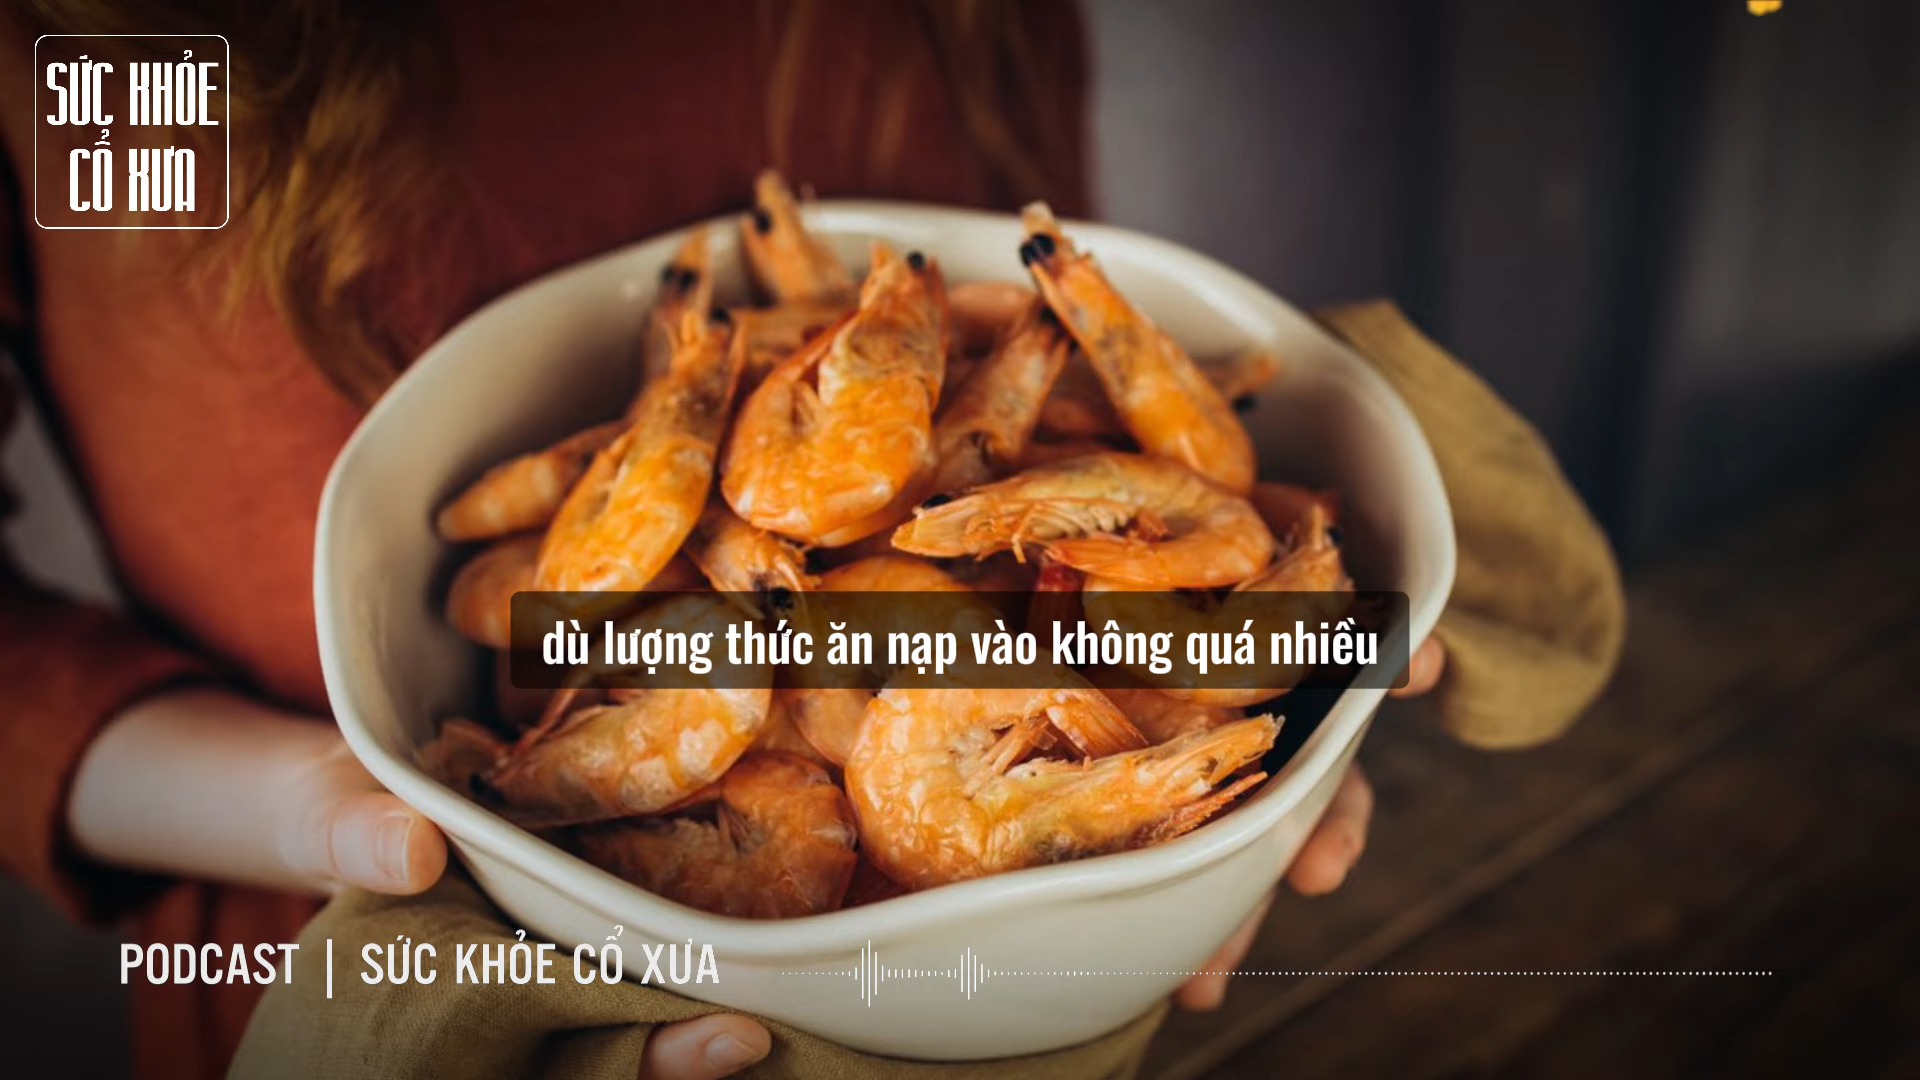 SỨC KHỎE
CỔ XƯA
dù lượng thức ăn nạp vào không quá nhiều
PODCAST | SỨC KHỎE CỔ XƯA